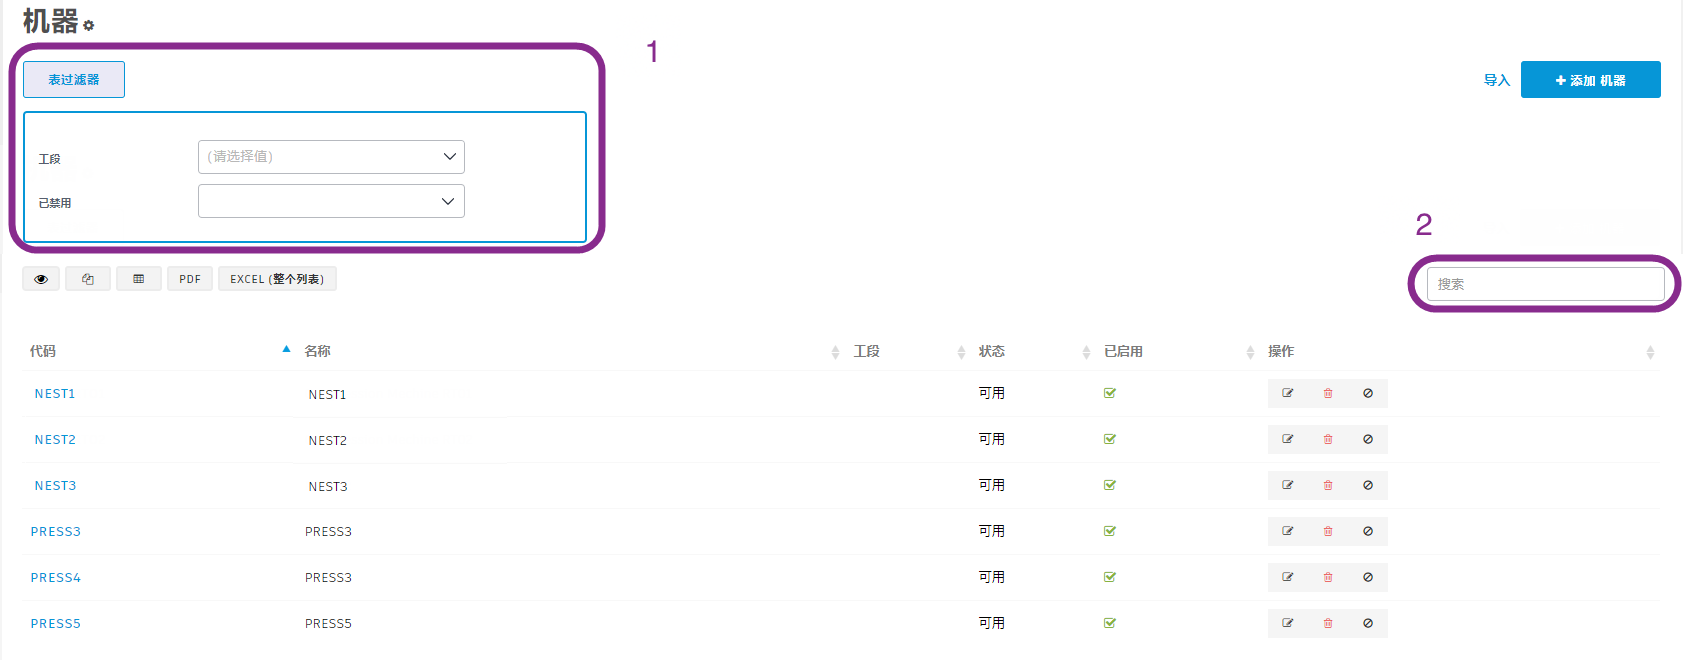 机器
1
表过滤器
导入
添加 机器
工段 (请选择值)
已禁用
2
PDF EXCEL (整个列表)
搜索
代码 名称 工段 状态 已启用 操作
NEST1 NEST1 可用
NEST2 NEST2 可用
NEST3 NEST3 可用
PRESS3 PRESS3 可用
PRESS4 PRESS3 可用
PRESS5 PRESS5 可用